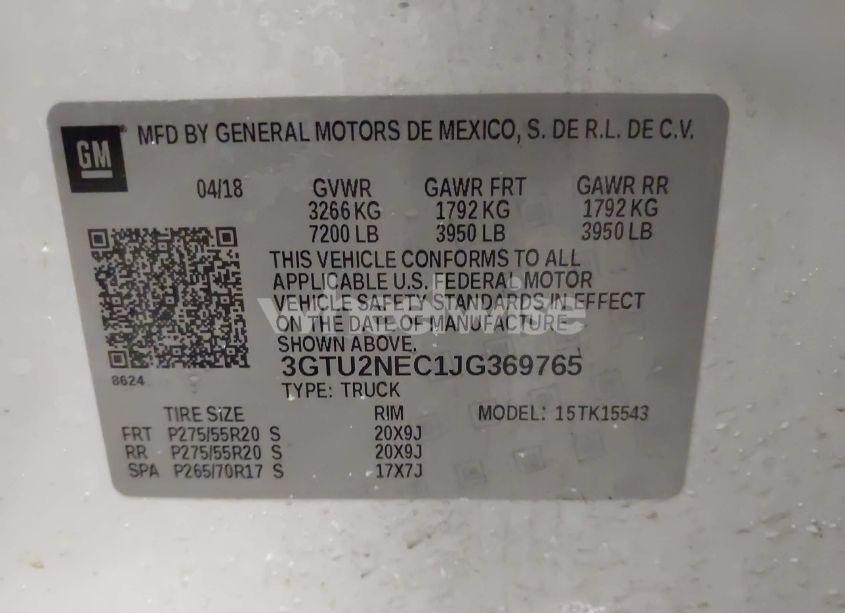 GM
MFD BY GENERAL MOTORS DE MEXICO, S. DE R.L. DE C.V.
04/18 GVWR GAWR FRT GAWR RR
3266 KG 1792 KG 1792 KG
7200 LB 3950 LB 3950 LB
THIS VEHICLE CONFORMS TO ALL
APPLICABLE U.S. FEDERAL MOTOR
VEHICLE SAFETY STANDARDS IN EFFECT
ON THE DATE OF MANUFACTURE
SHOWN ABOVE.
3GTU2NEC1JG369765
8624
TYPE: TRUCK
TIRE SIZE RIM MODEL: 15TK15543
FRT P275/55R20 S 20X9J
RR P275/55R20 S 20X9J
SPA P265/70R17 S 17X7J